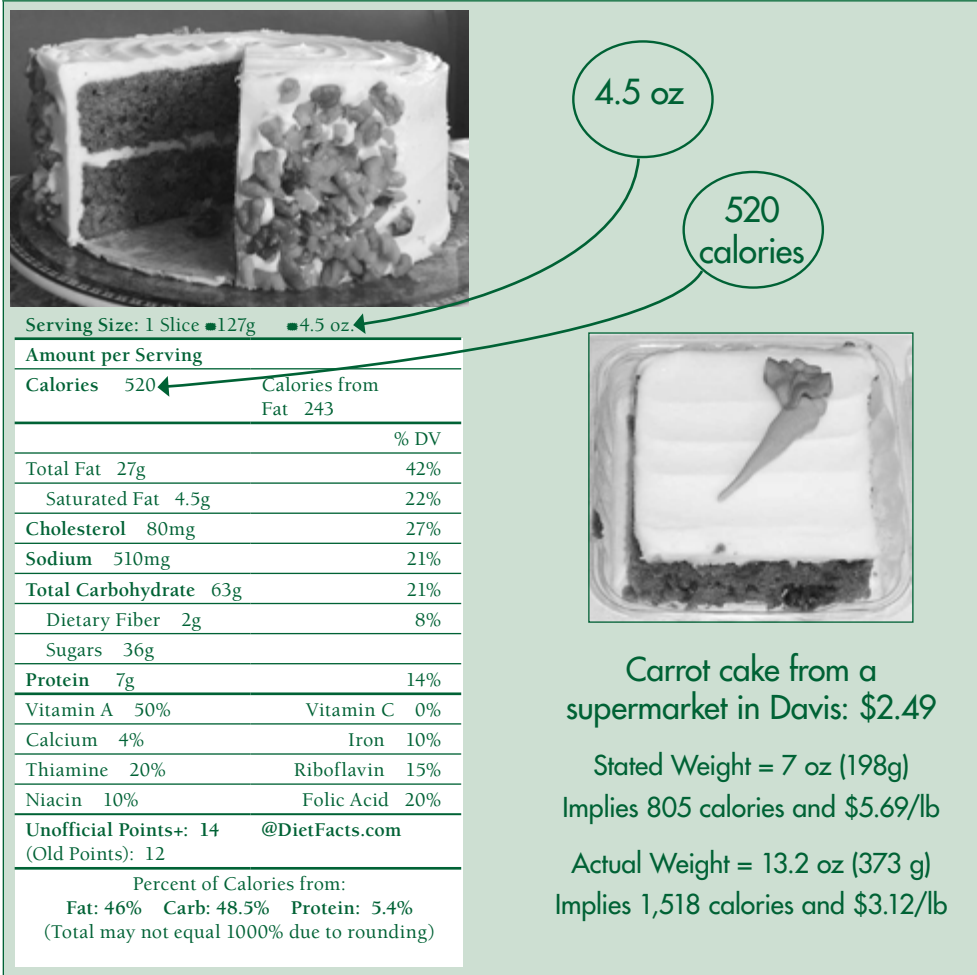 4.5 oz
520
calories
Serving Size: 1 Slice 127g 4.5 oz.
Amount per Serving
Calories 520 Calories from
Fat 243
% DV
Total Fat 27g 42%
Saturated Fat 4.5g 22%
Cholesterol 80mg 27%
Sodium 510mg 21%
Total Carbohydrate 63g 21%
Dietary Fiber 2g 8%
Sugars 36g
Protein 7g 14%
Vitamin A 50% Vitamin C 0%
Calcium 4% Iron 10%
Thiamine 20% Riboflavin 15%
Niacin 10% Folic Acid 20%
Unofficial Points+: 14 @DietFacts.com
(Old Points): 12
Percent of Calories from:
Fat: 46% Carb: 48.5% Protein: 5.4%
(Total may not equal 1000% due to rounding)
Carrot cake from a
supermarket in Davis: $2.49
Stated Weight = 7 oz (198g)
Implies 805 calories and $5.69/lb
Actual Weight = 13.2 oz (373 g)
Implies 1,518 calories and $3.12/lb